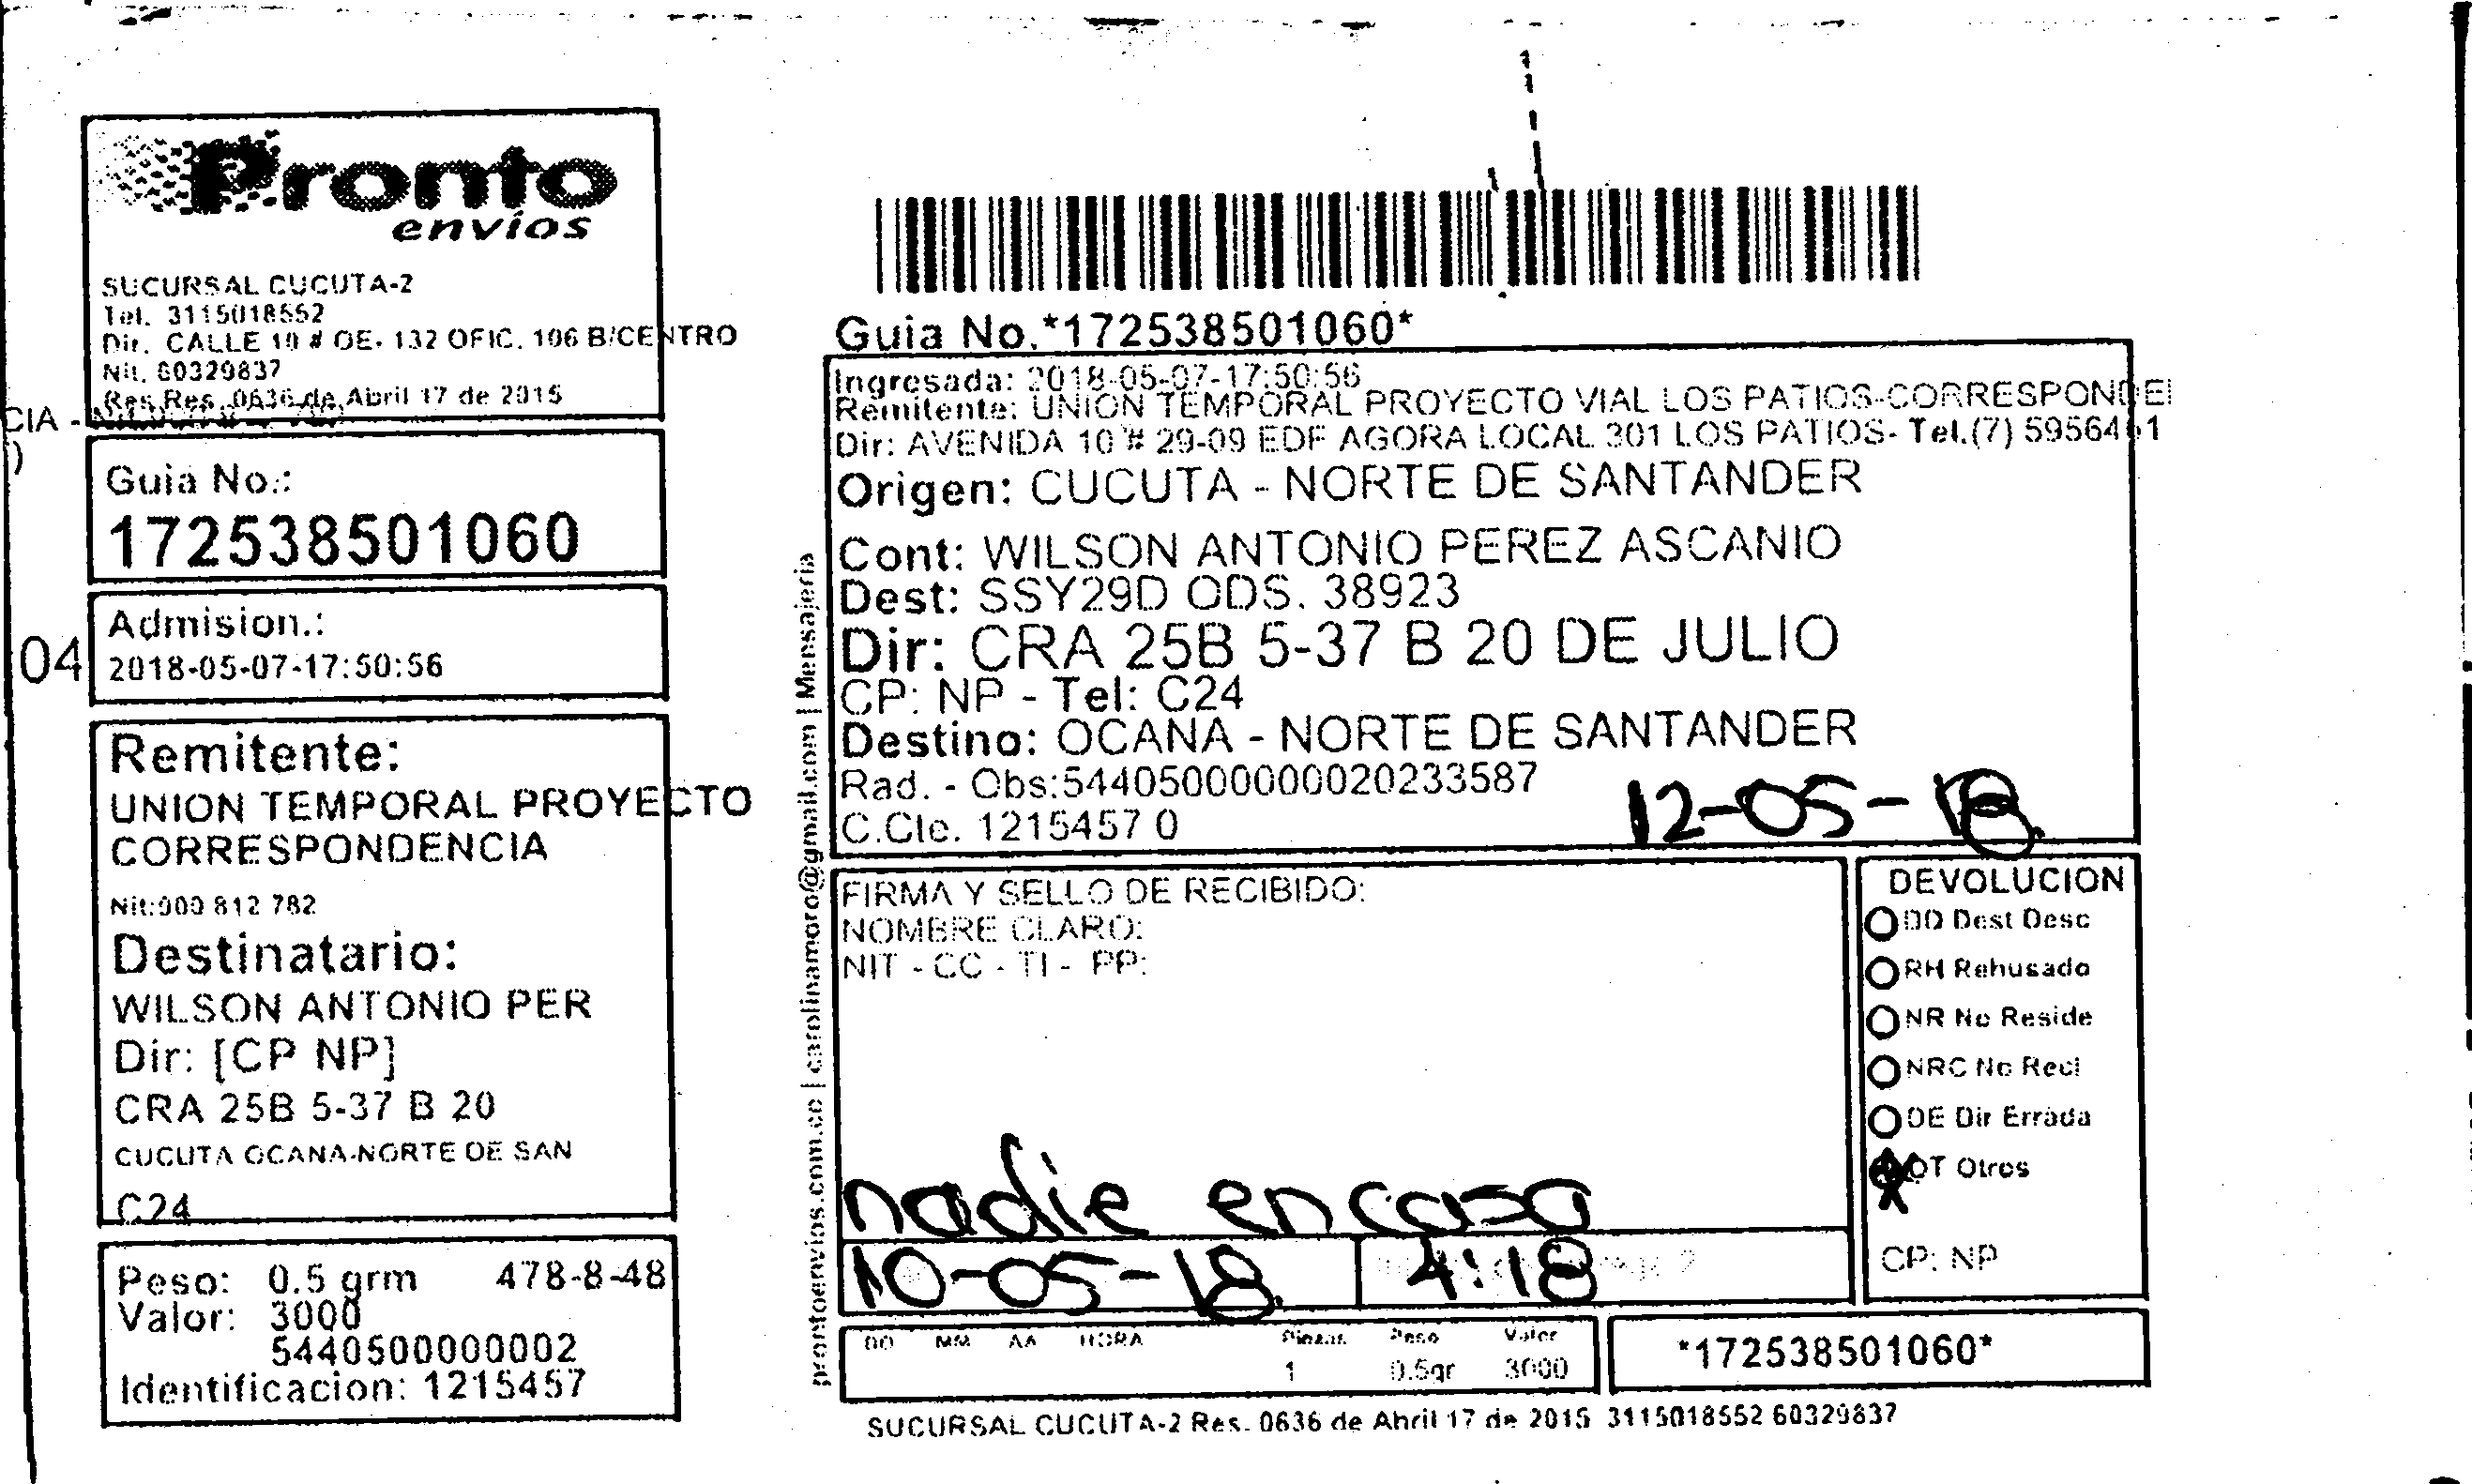 Pronto
envíos
SUCURSAL CUCUTA-2
Tel. 3115018552
Dir. CALLE 10 # OE- 132 OFIC. 106 B/CENTRO
Nit. 60329837
Res Res. 0636 de Abril 17 de 2015
CIA -
)
Guia No.:
172538501060
Admision.:
04
2018-05-07-17:50:56
Remitente:
UNION TEMPORAL PROYECTO
CORRESPONDENCIA
Nit:900 812 782
Destinatario:
WILSON ANTONIO PER
Dir: [CP NP]
CRA 25B 5-37 B 20
CUCUTA OCANA-NORTE DE SAN
C24
Peso: 0.5 grm 478-8-48
Valor: 3000
5440500000002
Identificacion: 1215457
prontoenvios.com.co | carolinamoro@gmail.com | Mensajeria
Guia No.*172538501060*
Ingresada: 2018-05-07-17:50:56
Remitente: UNION TEMPORAL PROYECTO VIAL LOS PATIOS-CORRESPONDEI
Dir: AVENIDA 10 # 29-09 EDF AGORA LOCAL 301 LOS PATIOS- Tel.(7)
Origen: CUCUTA - NORTE DE SANTANDER
Cont: WILSON ANTONIO PEREZ ASCANIO
Dest: SSY29D ODS. 38923
Dir: CRA 25B 5-37 B 20 DE JULIO
CP: NP - Tel: C24
Destino: OCANA - NORTE DE SANTANDER
Rad. - Obs:544050000000020233587
C.Cle. 1215457 0
12-05-18
FIRMA Y SELLO DE RECIBIDO:
NOMBRE CLARO:
NIT - CC - TI - PP:
nadie en casa
10-05-18 4:18
DEVOLUCION
DD Dest Desc
RH Rehusado
NR No Reside
NRC No Recl
DE Dir Errada
OT Otros
CP: NP
DD MM AA HORA Piezas Peso Valor
1 0.5gr 3000
*172538501060*
SUCURSAL CUCUTA-2 Res. 0636 de Abril 17 de 2015 3115018552 60329837